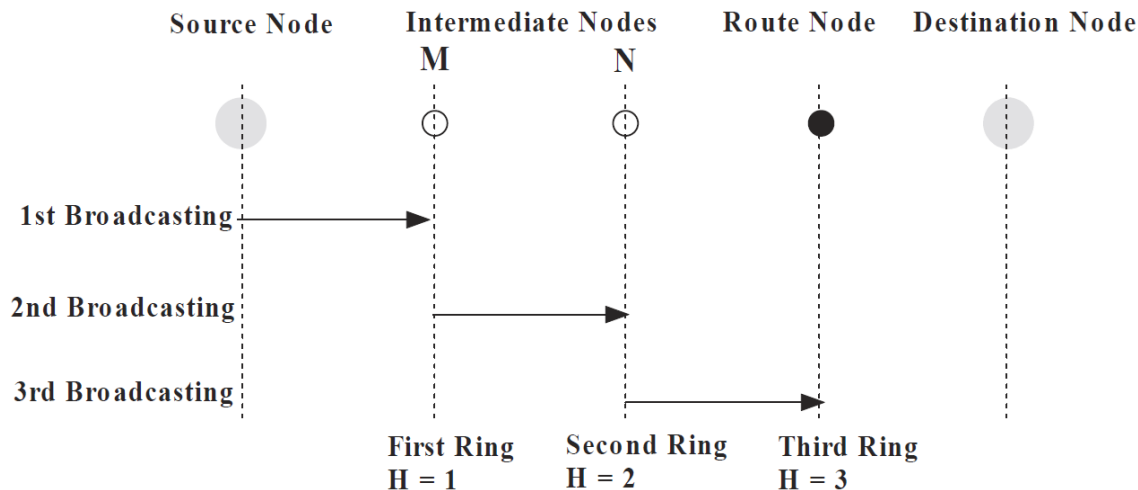 Source Node
Intermediate Nodes
Route Node
Destination Node
M
N
1st Broadcasting
2nd Broadcasting
3rd Broadcasting
First Ring
H = 1
Second Ring
H = 2
Third Ring
H = 3